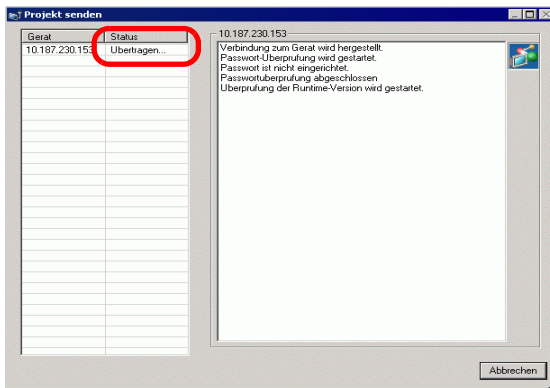 Projekt senden
Gerat Status
10.187.230.153 Ubertragen...
10.187.230.153
Verbindung zum Gerat wird hergestellt.
Passwort-Uberprufung wird gestartet.
Passwort ist nicht eingerichtet.
Passwortuberprufung abgeschlossen
Uberprufung der Runtime-Version wird gestartet.
Abbrechen